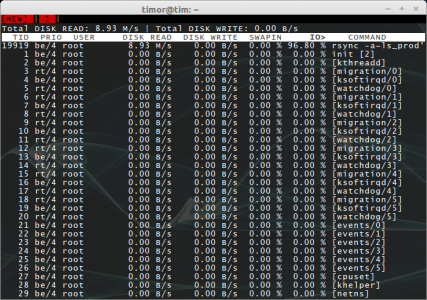 timor@tim: ~
[NEW]
Total DISK READ: 8.93 M/s | Total DISK WRITE: 0.00 B/s
TID PRIO USER DISK READ DISK WRITE SWAPIN IO> COMMAND
19919 be/4 root 8.93 M/s 0.00 B/s 0.00 % 96.80 % rsync -a~ls_prod'
1 be/4 root 0.00 B/s 0.00 B/s 0.00 % 0.00 % init [2]
2 be/4 root 0.00 B/s 0.00 B/s 0.00 % 0.00 % [kthreadd]
3 rt/4 root 0.00 B/s 0.00 B/s 0.00 % 0.00 % [migration/0]
4 be/4 root 0.00 B/s 0.00 B/s 0.00 % 0.00 % [ksoftirqd/0]
5 rt/4 root 0.00 B/s 0.00 B/s 0.00 % 0.00 % [watchdog/0]
6 rt/4 root 0.00 B/s 0.00 B/s 0.00 % 0.00 % [migration/1]
7 be/4 root 0.00 B/s 0.00 B/s 0.00 % 0.00 % [ksoftirqd/1]
8 rt/4 root 0.00 B/s 0.00 B/s 0.00 % 0.00 % [watchdog/1]
9 rt/4 root 0.00 B/s 0.00 B/s 0.00 % 0.00 % [migration/2]
10 be/4 root 0.00 B/s 0.00 B/s 0.00 % 0.00 % [ksoftirqd/2]
11 rt/4 root 0.00 B/s 0.00 B/s 0.00 % 0.00 % [watchdog/2]
12 rt/4 root 0.00 B/s 0.00 B/s 0.00 % 0.00 % [migration/3]
13 be/4 root 0.00 B/s 0.00 B/s 0.00 % 0.00 % [ksoftirqd/3]
14 rt/4 root 0.00 B/s 0.00 B/s 0.00 % 0.00 % [watchdog/3]
15 rt/4 root 0.00 B/s 0.00 B/s 0.00 % 0.00 % [migration/4]
16 be/4 root 0.00 B/s 0.00 B/s 0.00 % 0.00 % [ksoftirqd/4]
17 rt/4 root 0.00 B/s 0.00 B/s 0.00 % 0.00 % [watchdog/4]
18 rt/4 root 0.00 B/s 0.00 B/s 0.00 % 0.00 % [migration/5]
19 be/4 root 0.00 B/s 0.00 B/s 0.00 % 0.00 % [ksoftirqd/5]
20 rt/4 root 0.00 B/s 0.00 B/s 0.00 % 0.00 % [watchdog/5]
21 be/4 root 0.00 B/s 0.00 B/s 0.00 % 0.00 % [events/0]
22 be/4 root 0.00 B/s 0.00 B/s 0.00 % 0.00 % [events/1]
23 be/4 root 0.00 B/s 0.00 B/s 0.00 % 0.00 % [events/2]
24 be/4 root 0.00 B/s 0.00 B/s 0.00 % 0.00 % [events/3]
25 be/4 root 0.00 B/s 0.00 B/s 0.00 % 0.00 % [events/4]
26 be/4 root 0.00 B/s 0.00 B/s 0.00 % 0.00 % [events/5]
27 be/4 root 0.00 B/s 0.00 B/s 0.00 % 0.00 % [cpuset]
28 be/4 root 0.00 B/s 0.00 B/s 0.00 % 0.00 % [khelper]
29 be/4 root 0.00 B/s 0.00 B/s 0.00 % 0.00 % [netns]